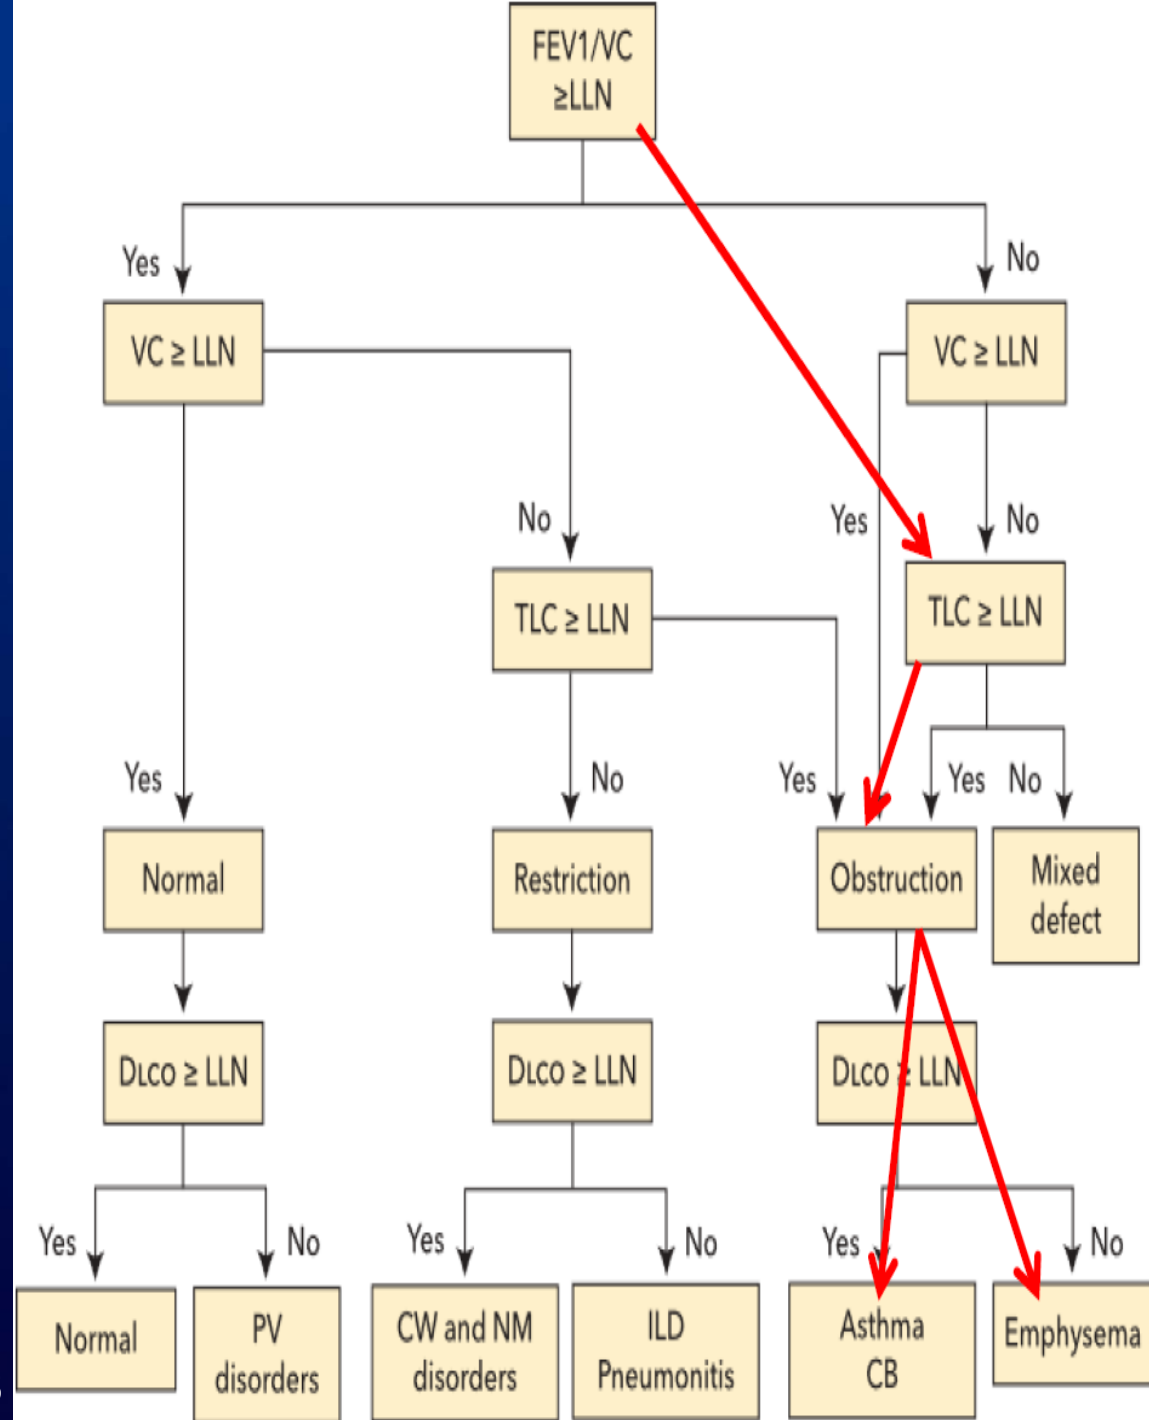 FEV1/VC
≥LLN
Yes
No
VC ≥ LLN
VC ≥ LLN
No
Yes
No
TLC ≥ LLN
TLC ≥ LLN
Yes
No
Yes
Yes
No
Normal
Restriction
Obstruction
Mixed
defect
DLCO ≥ LLN
DLCO ≥ LLN
DLCO ≥ LLN
Yes
No
Yes
No
Yes
No
Normal
PV
disorders
CW and NM
disorders
ILD
Pneumonitis
Asthma
CB
Emphysema